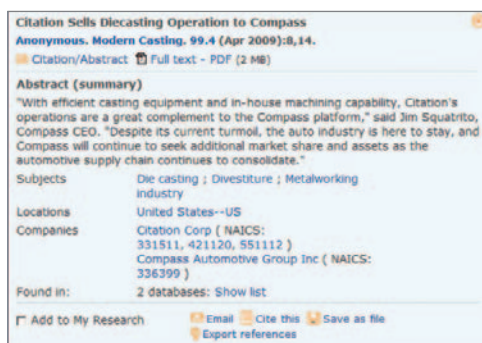 Citation Sells Diecasting Operation to Compass
Anonymous. Modern Casting. 99.4 (Apr 2009):8,14.
Citation/Abstract Full text - PDF (2 MB)
Abstract (summary)
"With efficient casting equipment and in-house machining capability, Citation's
operations are a great complement to the Compass platform," said Jim Squatrito,
Compass CEO. "Despite its current turmoil, the auto industry is here to stay, and
Compass will continue to seek additional market share and assets as the
automotive supply chain continues to consolidate."
Subjects Die casting ; Divestiture ; Metalworking
industry
Locations United States--US
Companies Citation Corp ( NAICS:
331511, 421120, 551112 )
Compass Automotive Group Inc ( NAICS:
336399 )
Found in: 2 databases: Show list
Add to My Research Email Cite this Save as file
Export references